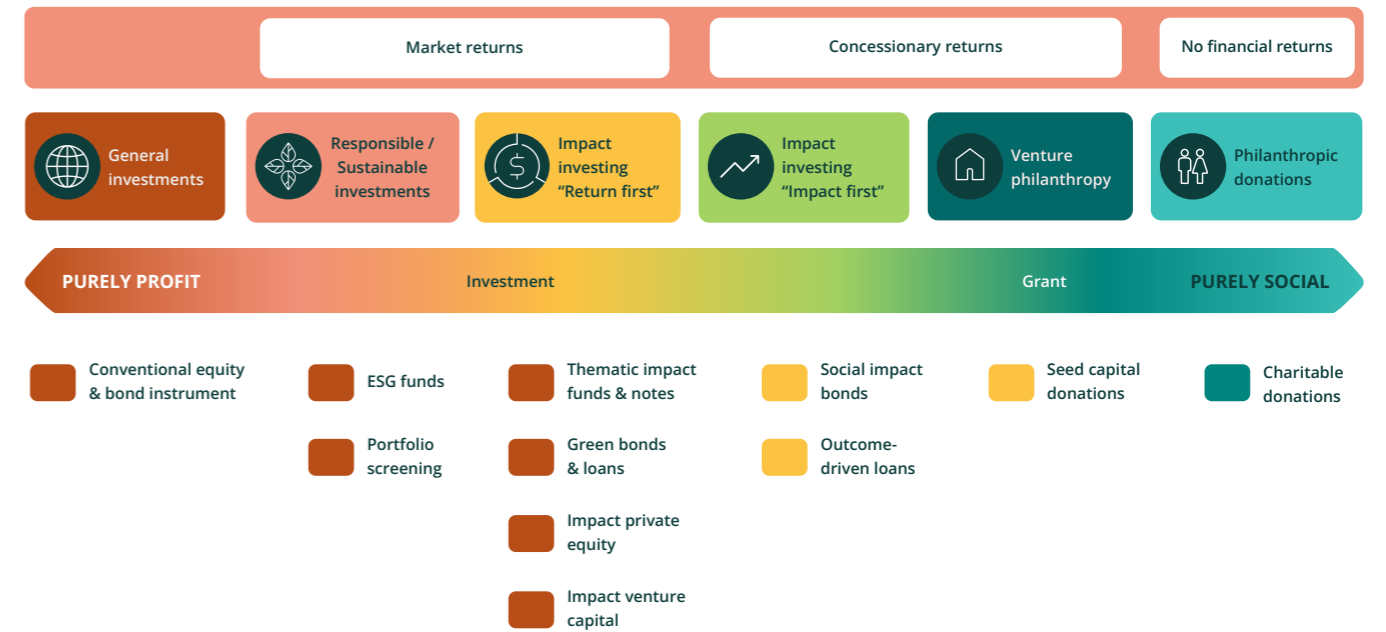 Market returns
Concessionary returns
No financial returns
General
investments
Responsible /
Sustainable
investments
Impact
investing
“Return first”
Impact
investing
“Impact first”
Venture
philanthropy
Philanthropic
donations
PURELY PROFIT
Investment
Grant
PURELY SOCIAL
Conventional equity
& bond instrument
ESG funds
Portfolio
screening
Thematic impact
funds & notes
Green bonds
& loans
Impact private
equity
Impact venture
capital
Social impact
bonds
Outcome-
driven loans
Seed capital
donations
Charitable
donations